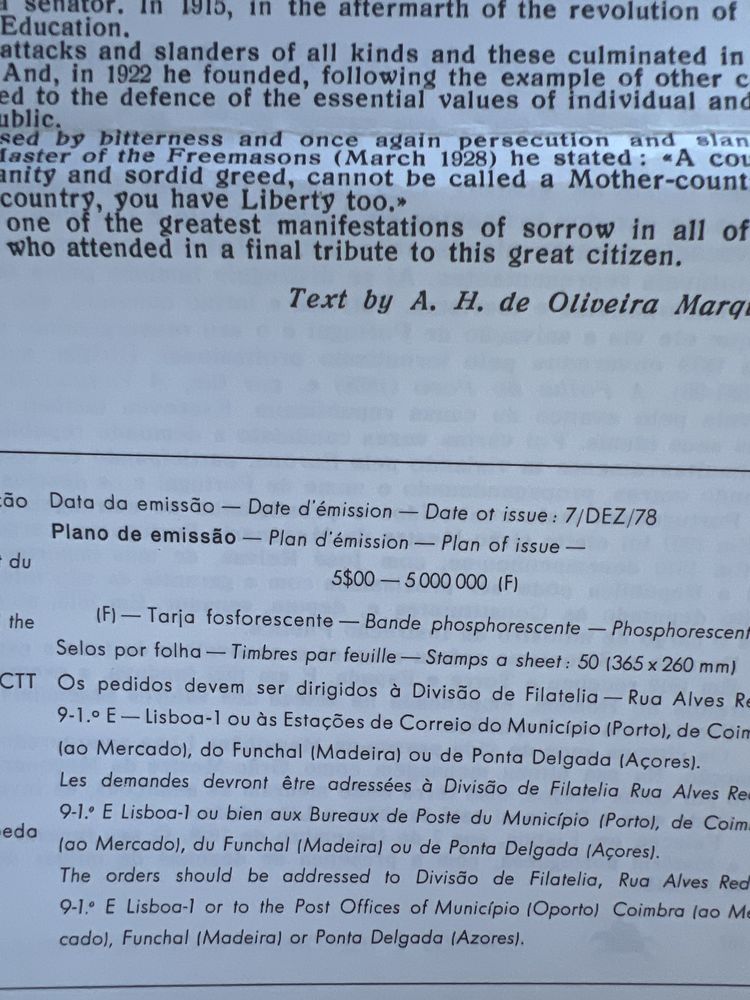 senator. In 1915, in the aftermarth of the revolution of
Education.
attacks and slanders of all kinds and these culminated in
And, in 1922 he founded, following the example of other c
ed to the defence of the essential values of individual and
ublic.
sed by bitterness and once again persecution and slan
Master of the Freemasons (March 1928) he stated: «A cou
anity and sordid greed, cannot be called a Mother-count
country, you have Liberty too.»
one of the greatest manifestations of sorrow in all of
who attended in a final tribute to this great citizen.
Text by A. H. de Oliveira Marqu
ção Data da emissão — Date d'émission — Date ot issue: 7/DEZ/78
Plano de emissão — Plan d'émission — Plan of issue —
du
5$00 — 5 000 000 (F)
the (F) — Tarja fosforescente — Bande phosphorescente — Phosphorescent
Selos por folha — Timbres par feuille — Stamps a sheet: 50 (365 x 260 mm)
CTT Os pedidos devem ser dirigidos à Divisão de Filatelia — Rua Alves Re
9-1.º E — Lisboa-1 ou às Estações de Correio do Município (Porto), de Coim
(ao Mercado), do Funchal (Madeira) ou de Ponta Delgada (Açores).
Les demandes devront être adressées à Divisão de Filatelia Rua Alves Red
9-1.º E Lisboa-1 ou bien aux Bureaux de Poste du Município (Porto), de Coim
eda (ao Mercado), du Funchal (Madeira) ou de Ponta Delgada (Açores).
The orders should be addressed to Divisão de Filatelia, Rua Alves Red
9-1.º E Lisboa-1 or to the Post Offices of Município (Oporto) Coimbra (ao Me
cado), Funchal (Madeira) or Ponta Delgada (Azores).